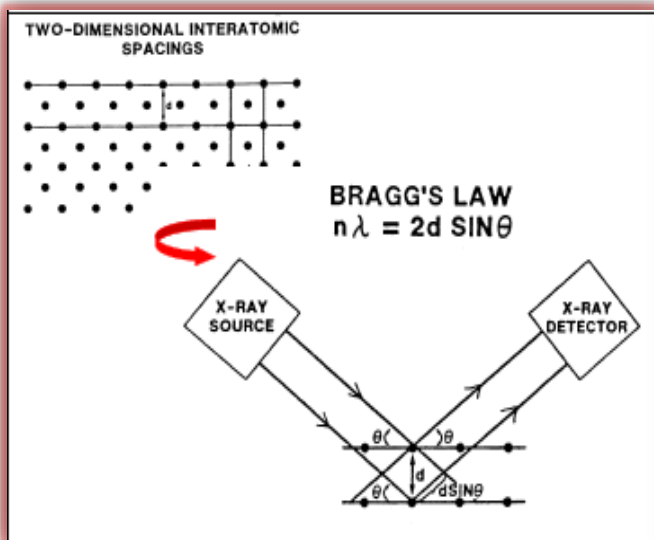 TWO-DIMENSIONAL INTERATOMIC
SPACINGS
d
BRAGG'S LAW
nλ = 2d SINθ
X-RAY
SOURCE
X-RAY
DETECTOR
θ( )θ
d
θ( dSINθ